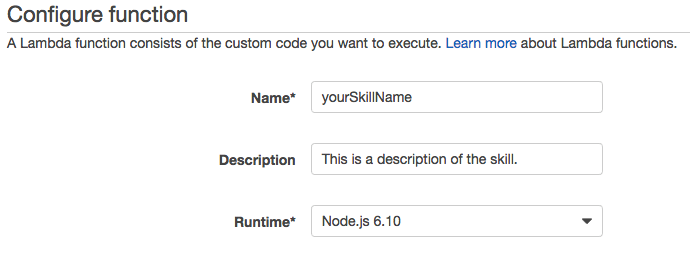 Configure function
A Lambda function consists of the custom code you want to execute. Learn more about Lambda functions.
Name* yourSkillName
Description This is a description of the skill.
Runtime* Node.js 6.10